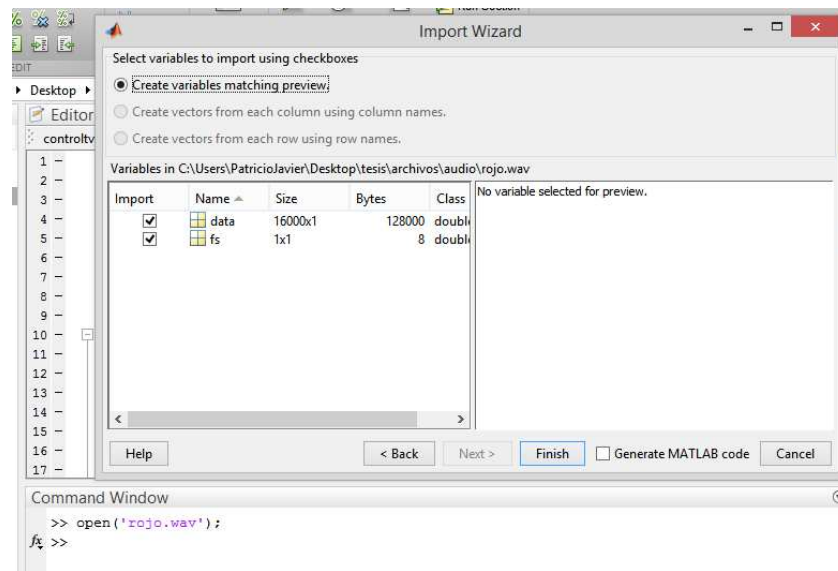 Import Wizard
EDIT
Select variables to import using checkboxes
Create variables matching preview.
Create vectors from each column using column names.
Create vectors from each row using row names.
Desktop
Editor
controltv
1
2
3
4
5
6
7
8
9
10
11
12
13
14
15
16
17
Variables in C:\Users\PatricioJavier\Desktop\tesis\archivos\audio\rojo.wav
Import Name Size Bytes Class
data 16000x1 128000 double
fs 1x1 8 double
No variable selected for preview.
Help < Back Next > Finish Generate MATLAB code Cancel
Command Window
>> open('rojo.wav');
fx >>